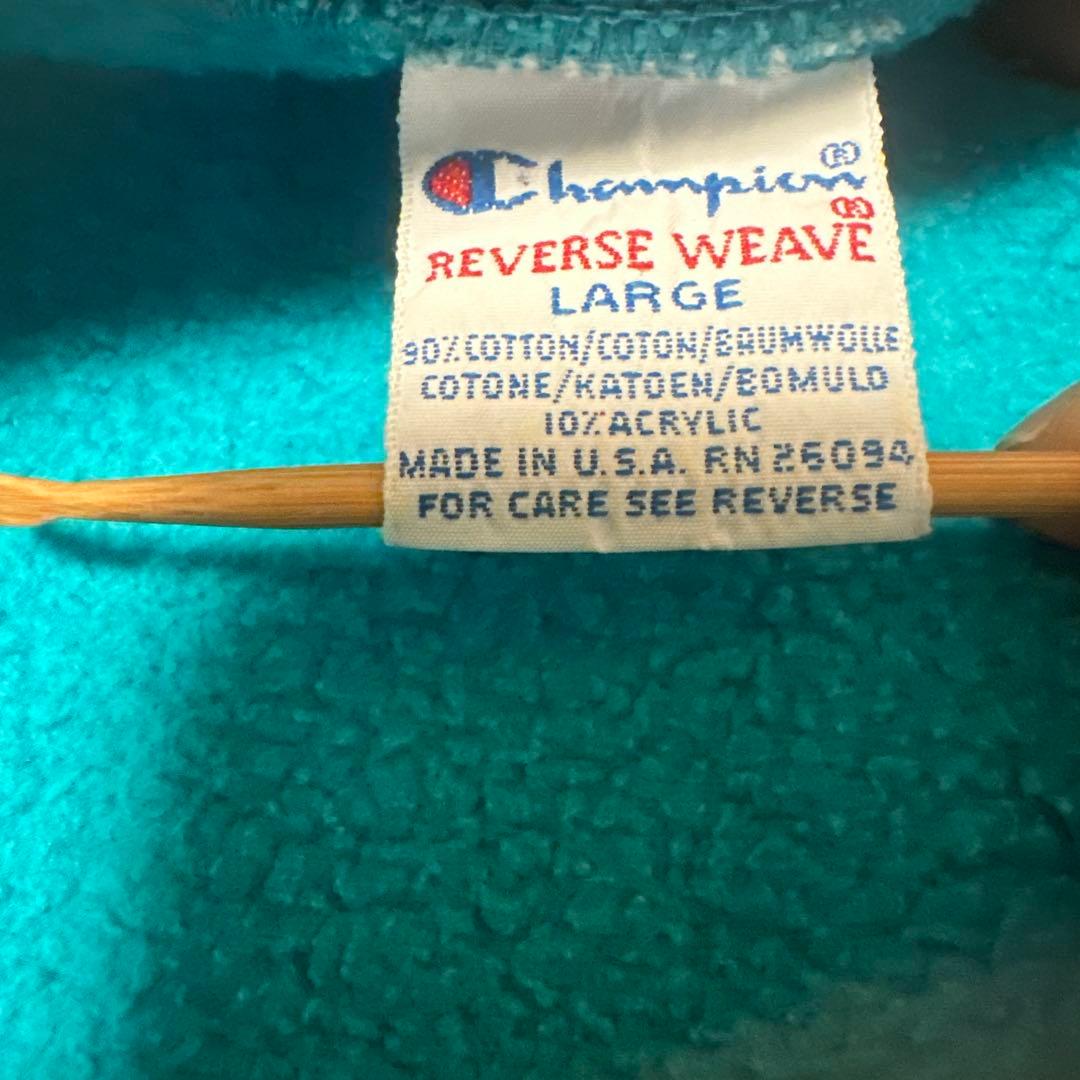 Champion®
REVERSE WEAVE®
LARGE
90% COTTON/COTON/BAUMWOLLE
COTONE/KATOEN/BOMULD
10% ACRYLIC
MADE IN U.S.A. RN 26094
FOR CARE SEE REVERSE